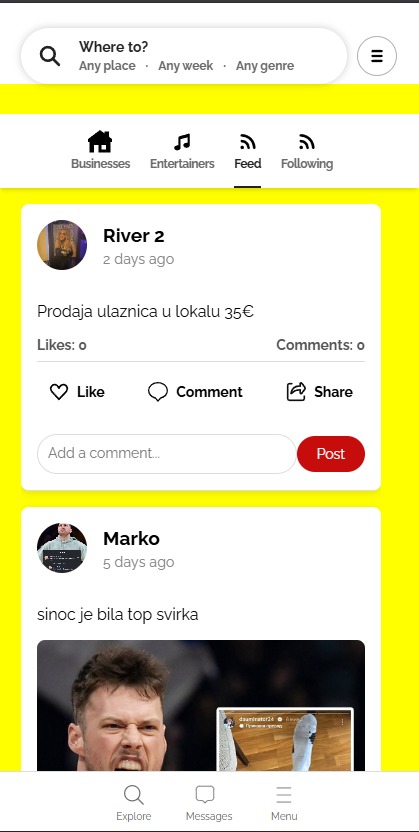 Where to?
Any place · Any week · Any genre
Businesses Entertainers Feed Following
River 2
2 days ago
Prodaja ulaznica u lokalu 35€
Likes: 0 Comments: 0
Like Comment Share
Add a comment... Post
Marko
5 days ago
sinoc je bila top svirka
dauminator24
Explore Messages Menu